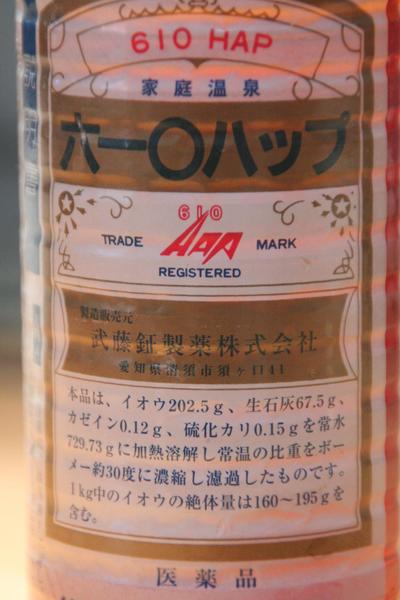 610 HAP
家庭温泉
六一〇ハップ
610
TRADE HAP MARK
REGISTERED
製造販売元
武藤鉦製薬株式会社
愛知県清須市須ヶ口41
本品は、イオウ202.5g、生石灰67.5g、
カゼイン0.12g、硫化カリ0.15gを常水
729.73gに加熱溶解し常温の比重をボー
メー約30度に濃縮し濾過したものです。
1kg中のイオウの絶体量は160～195gを
含む。
医薬品